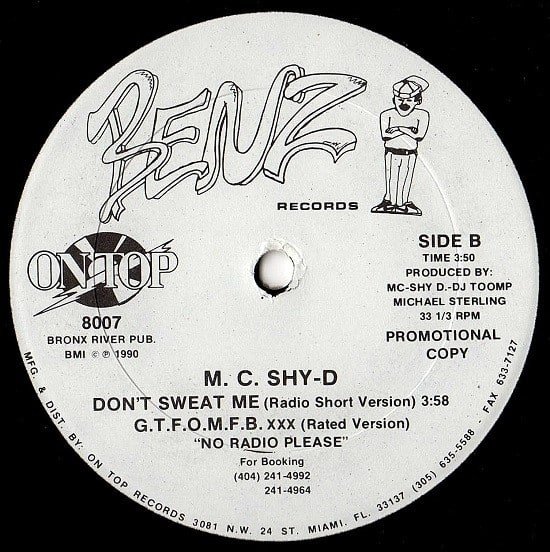 BENZ
RECORDS
ON TOP
8007
BRONX RIVER PUB.
BMI © ℗ 1990
SIDE B
TIME 3:50
PRODUCED BY:
MC-SHY D.-DJ TOOMP
MICHAEL STERLING
33 1/3 RPM
PROMOTIONAL
COPY
M. C. SHY-D
DON'T SWEAT ME (Radio Short Version) 3:58
G.T.F.O.M.F.B. XXX (Rated Version)
"NO RADIO PLEASE"
For Booking
(404) 241-4992
241-4964
MFG. & DIST. BY: ON TOP RECORDS 3081 N.W. 24 ST. MIAMI, FL. 33137 (305) 635-5588 - FAX 633-7127